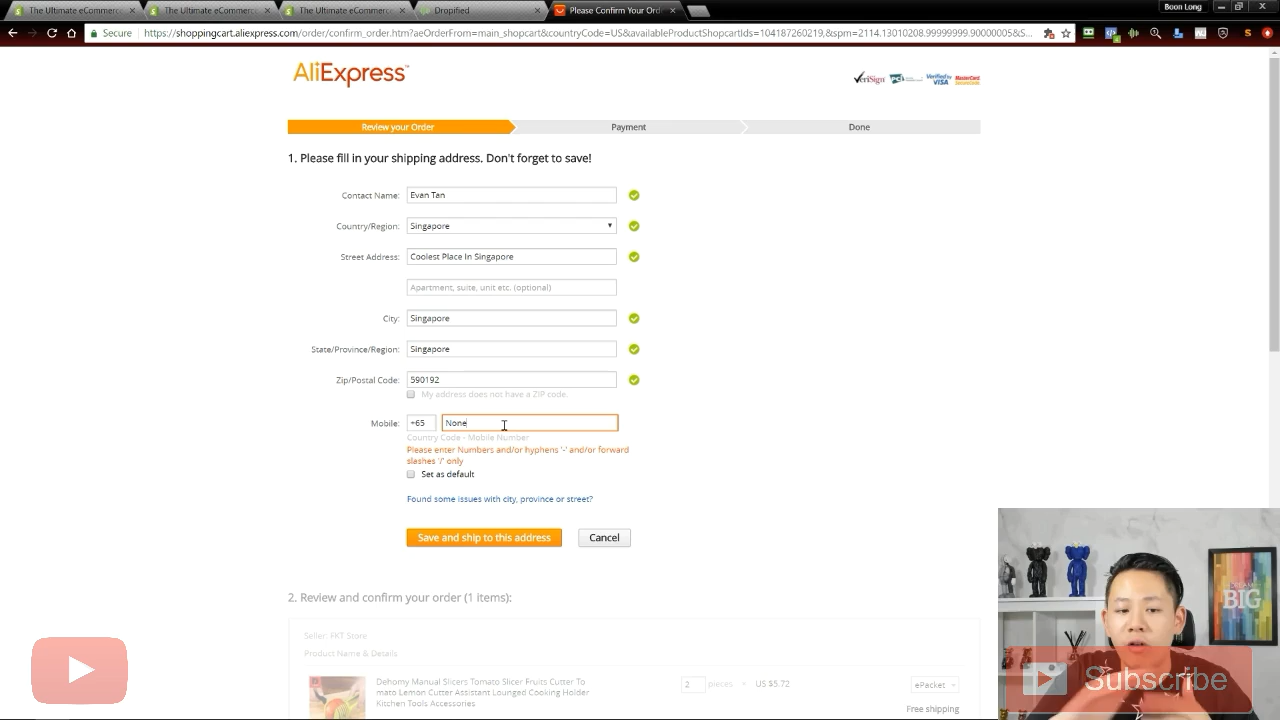 The Ultimate eCommerce
The Ultimate eCommerce
The Ultimate eCommerce
Dropified
Please Confirm Your Ord
Boon Long
Secure
https://shoppingcart.aliexpress.com/order/confirm_order.htm?aeOrderFrom=main_shopcart&countryCode=US&availableProductShopcartIds=104187260219,&spm=2114.13010208.99999999.90000005&S...
AliExpress
VeriSign
Verified by VISA
MasterCard
Review your Order
Payment
Done
1. Please fill in your shipping address. Don't forget to save!
Contact Name:
Evan Tan
Country/Region:
Singapore
Street Address:
Coolest Place In Singapore
Apartment, suite, unit etc. (optional)
City:
Singapore
State/Province/Region:
Singapore
Zip/Postal Code:
590192
My address does not have a ZIP code.
Mobile:
+65
None
Country Code - Mobile Number
Please enter Numbers and/or hyphens '-' and/or forward
slashes '/' only
Set as default
Found some issues with city, province or street?
Save and ship to this address
Cancel
2. Review and confirm your order (1 items):
Seller: FKT Store
Product Name & Details
Dehomy Manual Slicers Tomato Slicer Fruits Cutter To
mato Lemon Cutter Assistant Lounged Cooking Holder
Kitchen Tools Accessories
2
pieces
×
US $5.72
ePacket
Free shipping
BIG
Subscribe